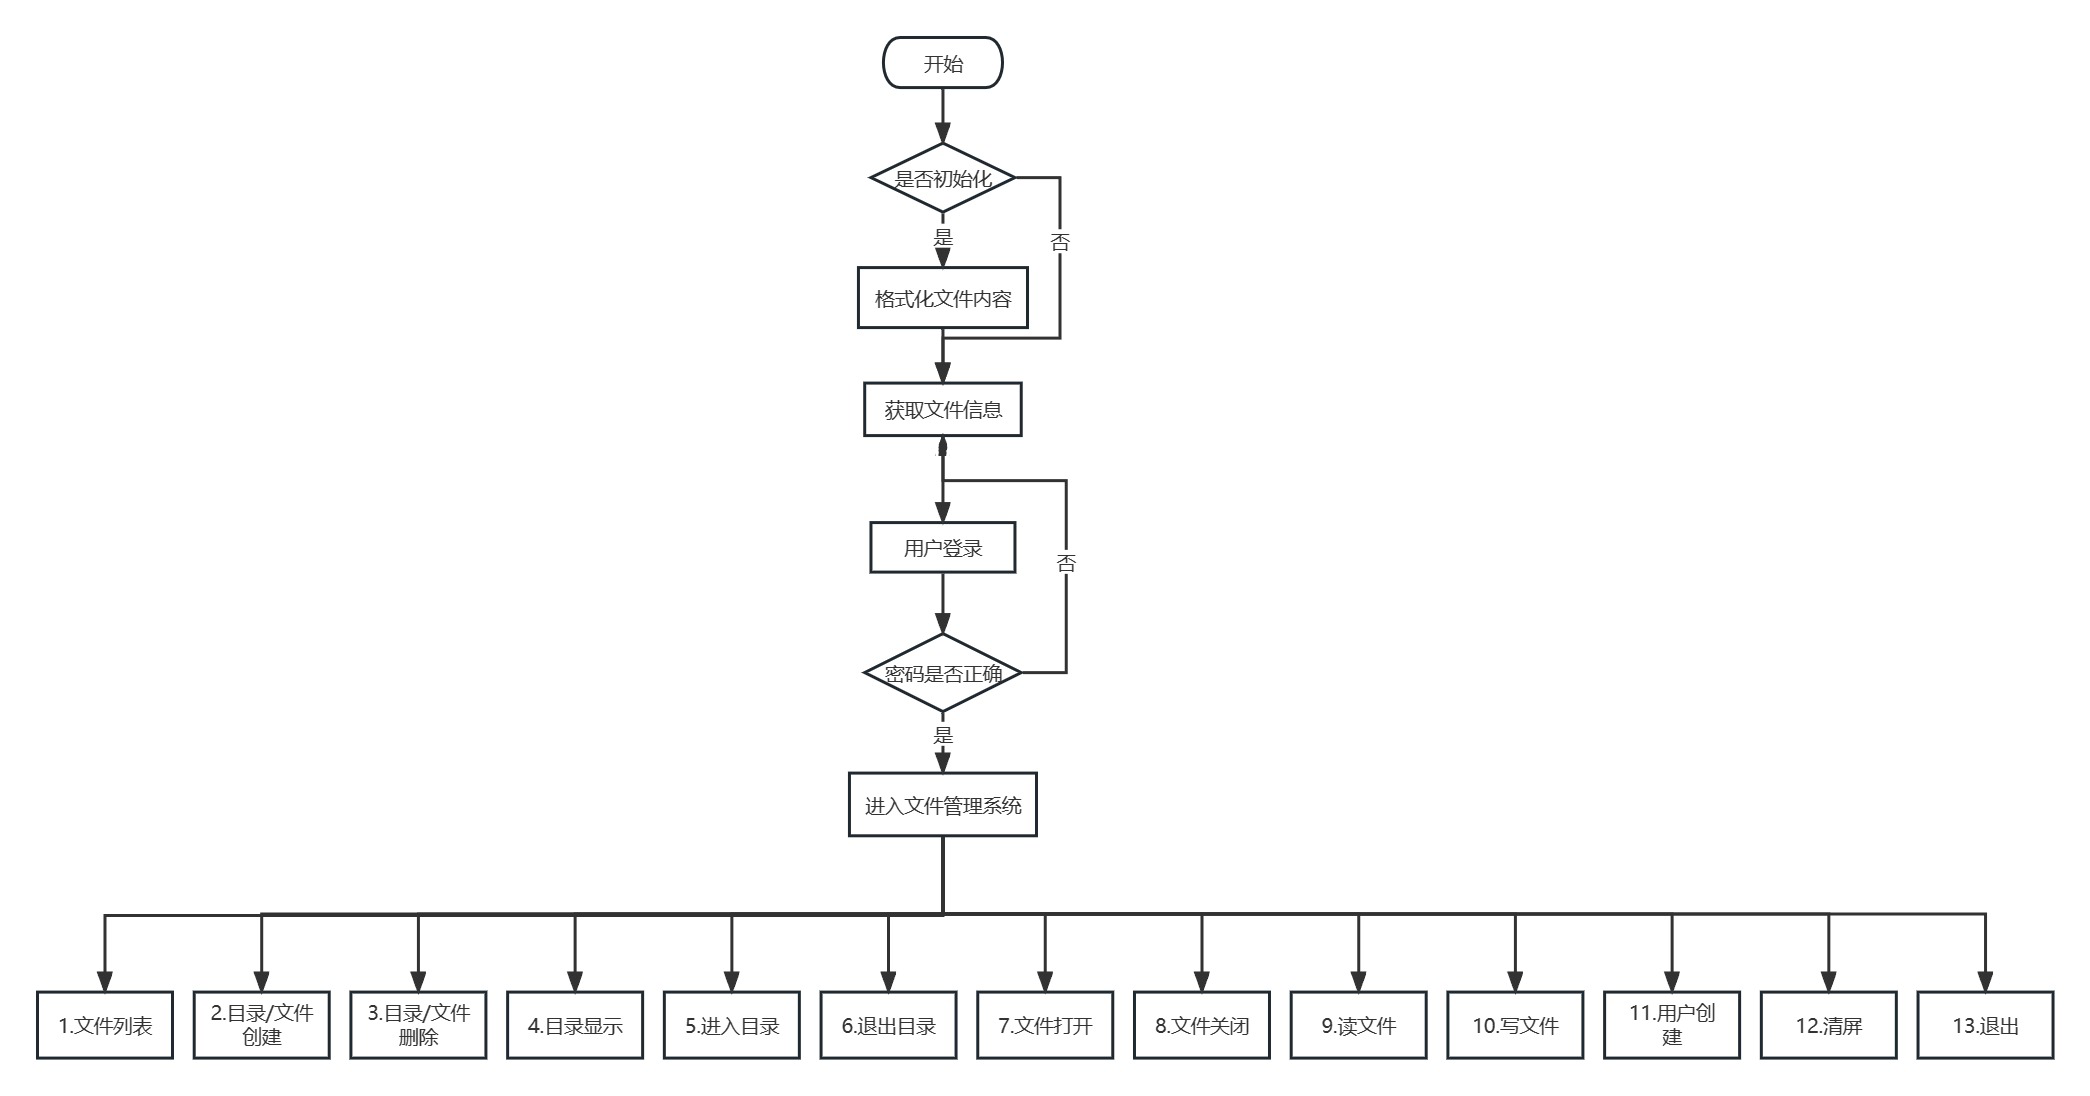 开始
是否初始化
是
否
格式化文件内容
获取文件信息
用户登录
否
密码是否正确
是
进入文件管理系统
1.文件列表
2.目录/文件
创建
3.目录/文件
删除
4.目录显示
5.进入目录
6.退出目录
7.文件打开
8.文件关闭
9.读文件
10.写文件
11.用户创
建
12.清屏
13.退出